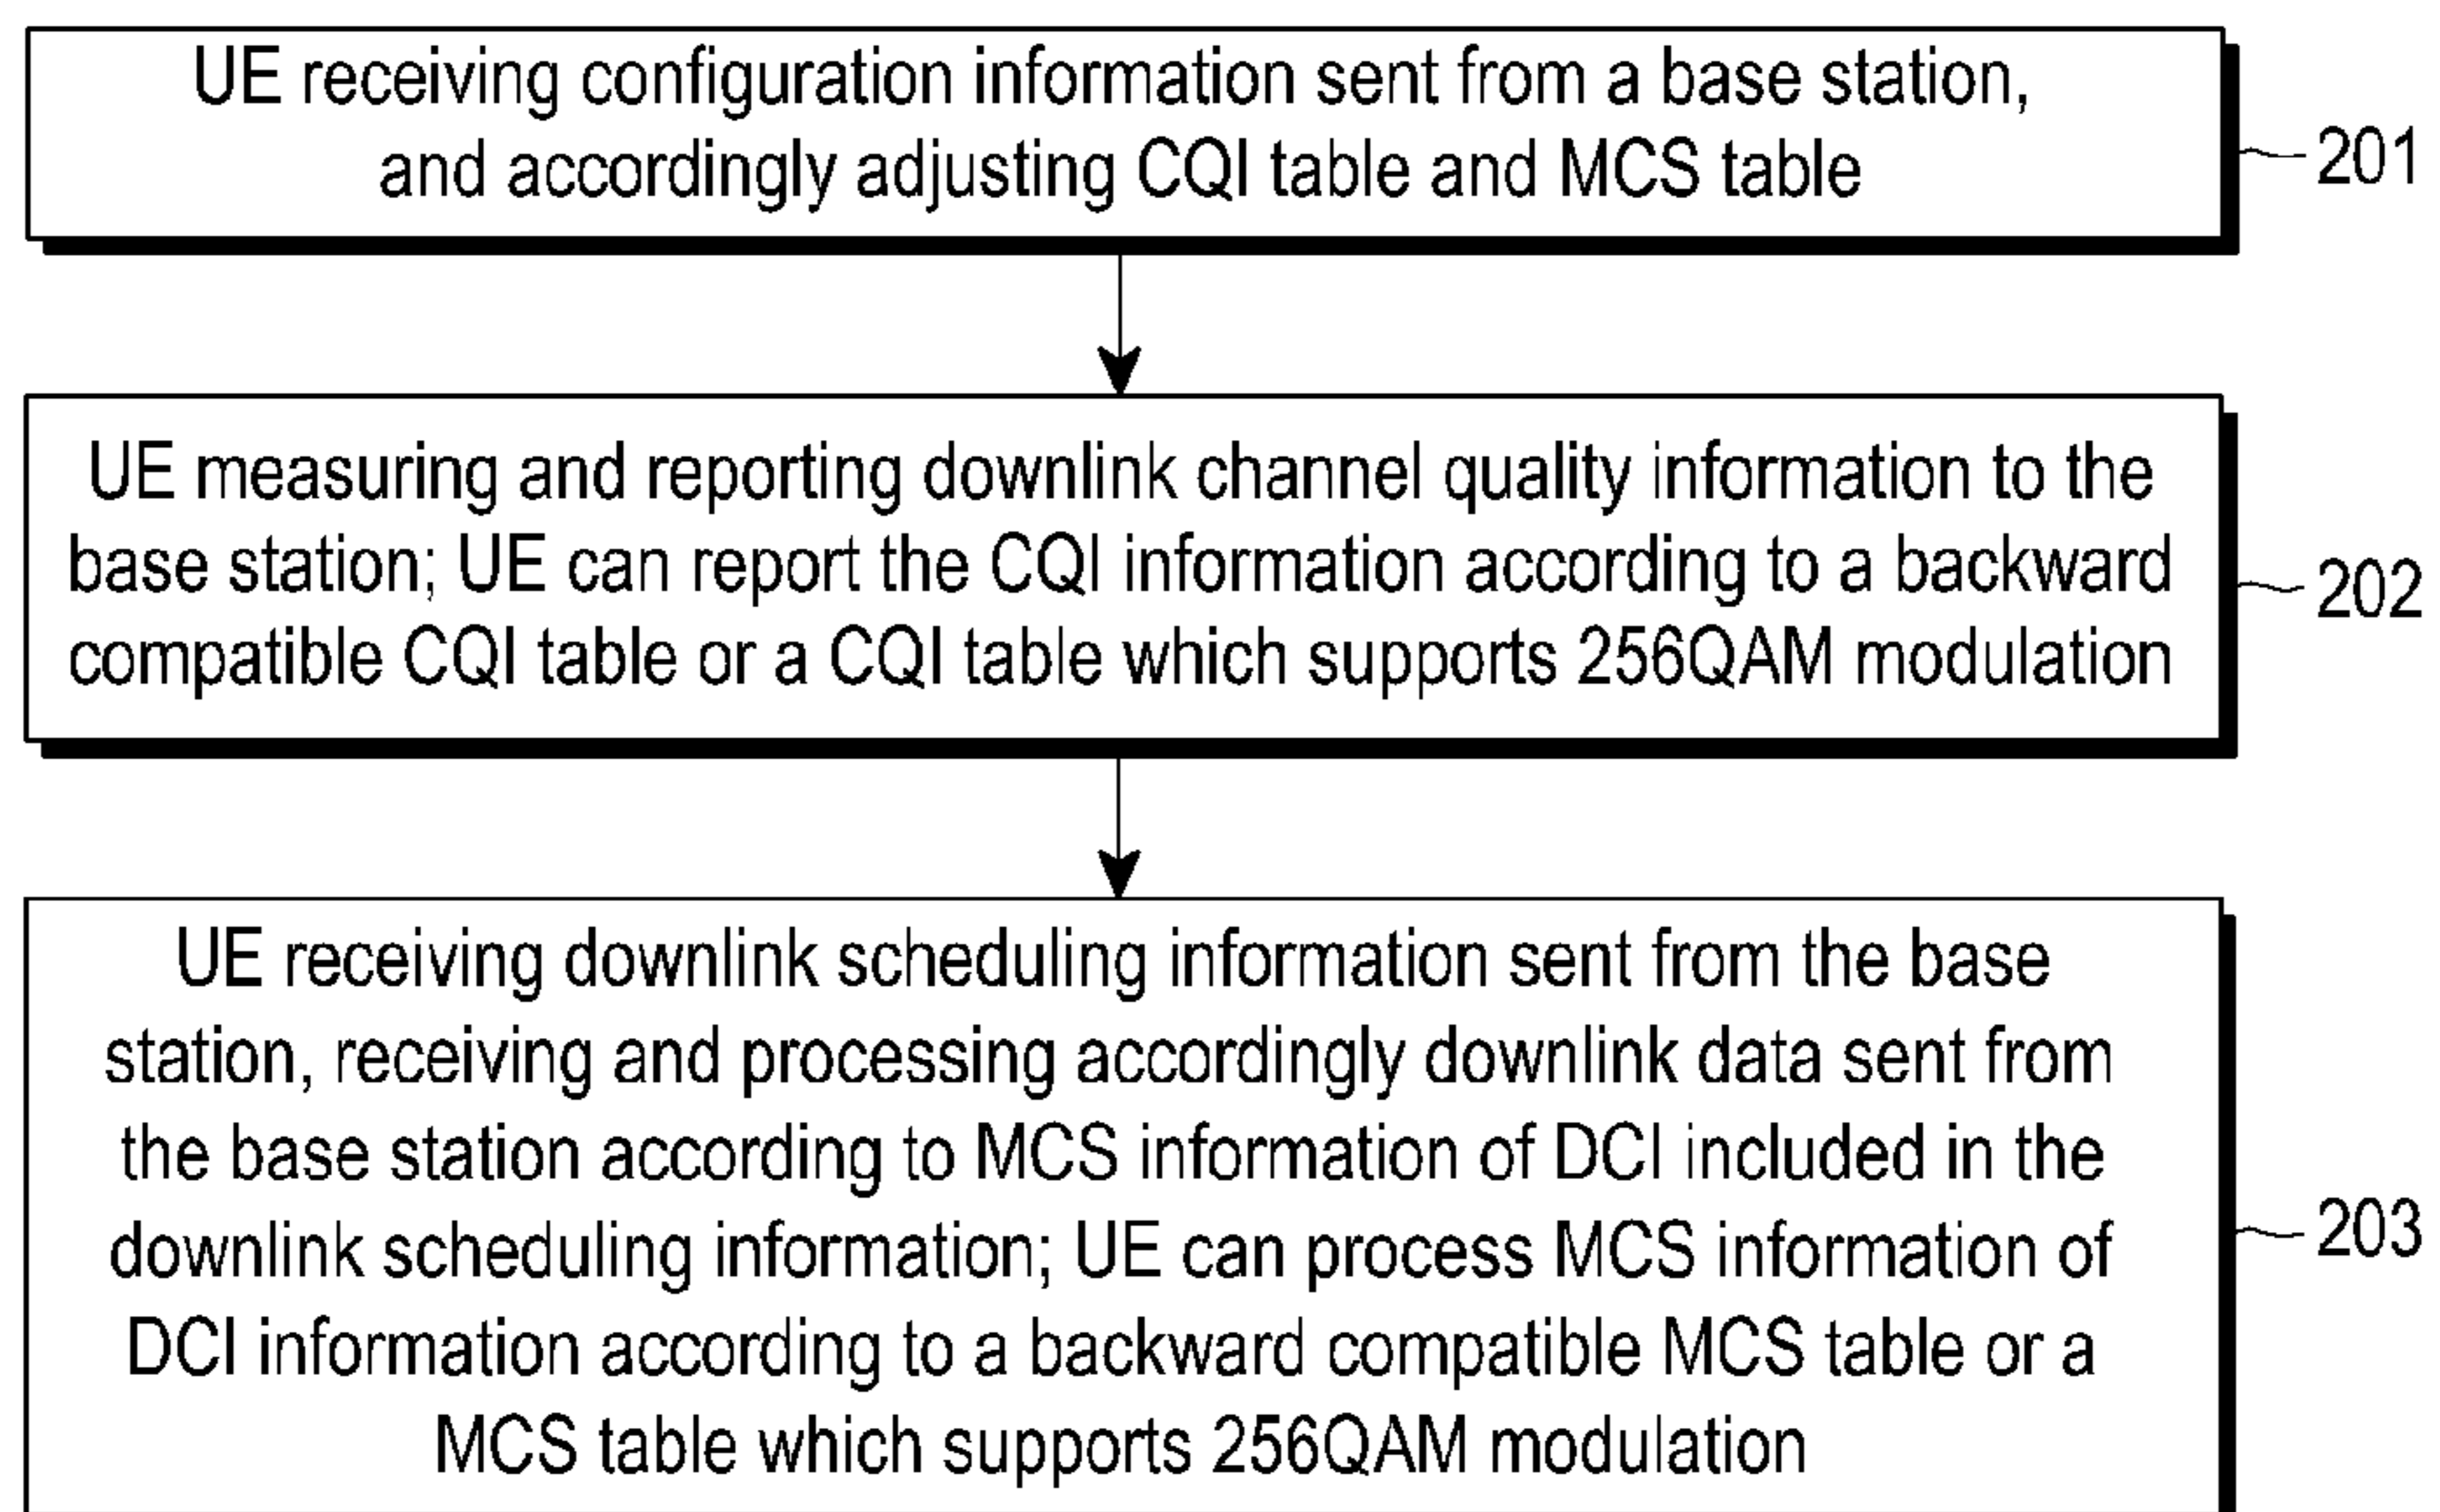 UE receiving configuration information sent from a base station,
and accordingly adjusting CQI table and MCS table
201
UE measuring and reporting downlink channel quality information to the
base station; UE can report the CQI information according to a backward
compatible CQI table or a CQI table which supports 256QAM modulation
202
UE receiving downlink scheduling information sent from the base
station, receiving and processing accordingly downlink data sent from
the base station according to MCS information of DCI included in the
downlink scheduling information; UE can process MCS information of
DCI information according to a backward compatible MCS table or a
MCS table which supports 256QAM modulation
203